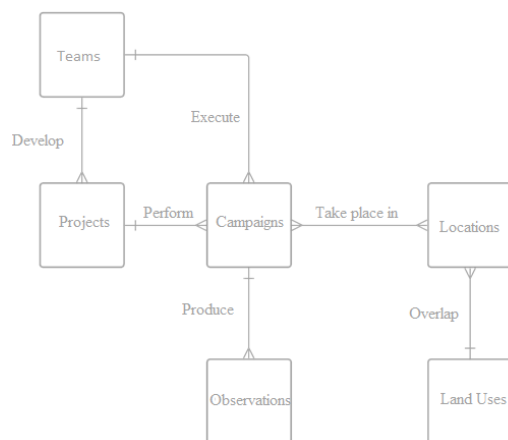 Teams
Execute
Develop
Projects
Perform
Campaigns
Take place in
Locations
Produce
Overlap
Observations
Land Uses